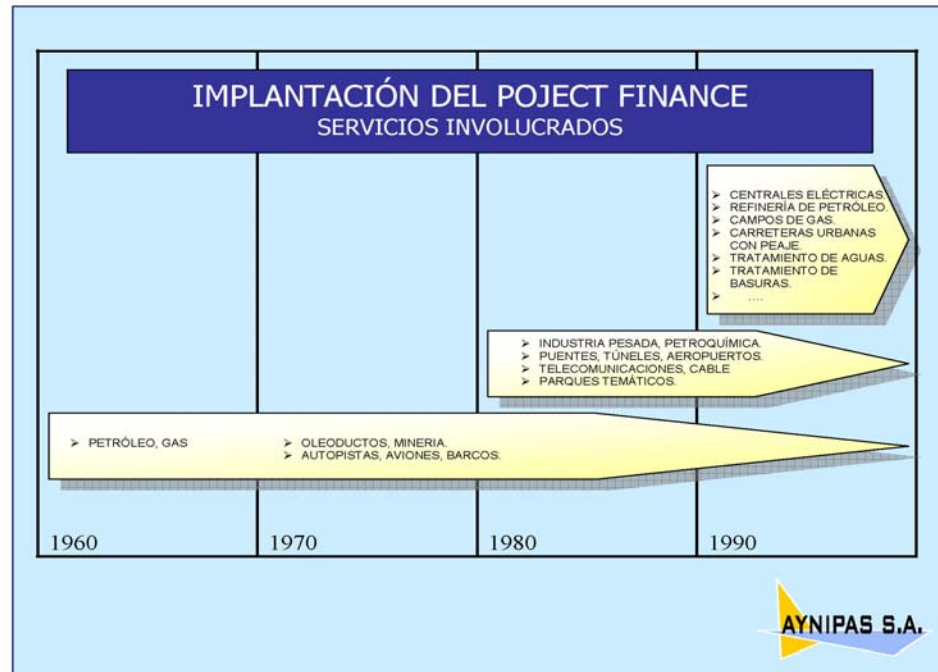 IMPLANTACIÓN DEL POJECT FINANCE
SERVICIOS INVOLUCRADOS
➢ CENTRALES ELÉCTRICAS.
➢ REFINERÍA DE PETRÓLEO.
➢ CAMPOS DE GAS.
➢ CARRETERAS URBANAS
CON PEAJE.
➢ TRATAMIENTO DE AGUAS.
➢ TRATAMIENTO DE
BASURAS.
➢ ....
➢ INDUSTRIA PESADA, PETROQUÍMICA.
➢ PUENTES, TÚNELES, AEROPUERTOS.
➢ TELECOMUNICACIONES, CABLE
➢ PARQUES TEMÁTICOS.
➢ PETRÓLEO, GAS
➢ OLEODUCTOS, MINERIA.
➢ AUTOPISTAS, AVIONES, BARCOS.
1960 1970 1980 1990
AYNIPAS S.A.